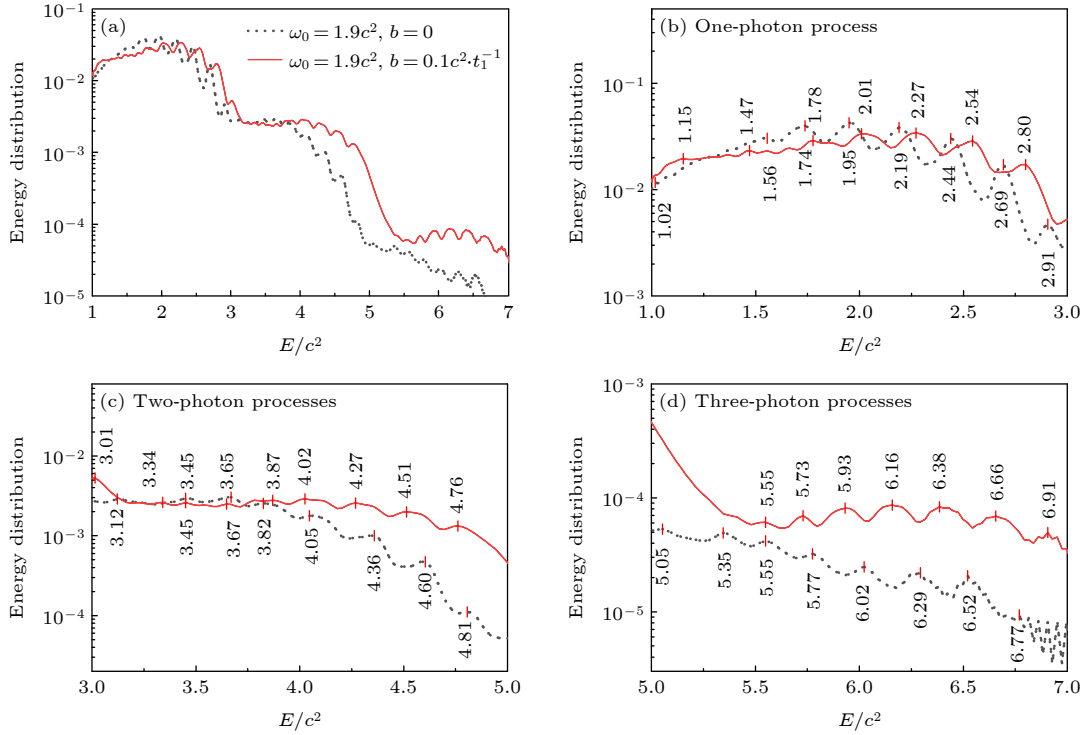 (a)
ω₀ = 1.9c², b = 0
ω₀ = 1.9c², b = 0.1c²·t₁⁻¹
Energy distribution
10⁻¹
10⁻²
10⁻³
10⁻⁴
10⁻⁵
1 2 3 4 5 6 7
E/c²
(b) One-photon process
Energy distribution
10⁻¹
10⁻²
10⁻³
1.15 1.47 1.78 2.01 2.27 2.54 2.80
1.02 1.56 1.74 1.95 2.19 2.44 2.69 2.91
1.0 1.5 2.0 2.5 3.0
E/c²
(c) Two-photon processes
Energy distribution
10⁻²
10⁻³
10⁻⁴
3.01 3.34 3.45 3.65 3.87 4.02 4.27 4.51 4.76
3.12 3.45 3.67 3.82 4.05 4.36 4.60 4.81
3.0 3.5 4.0 4.5 5.0
E/c²
(d) Three-photon processes
Energy distribution
10⁻³
10⁻⁴
10⁻⁵
5.55 5.73 5.93 6.16 6.38 6.66 6.91
5.05 5.35 5.55 5.77 6.02 6.29 6.52 6.77
5.0 5.5 6.0 6.5 7.0
E/c²